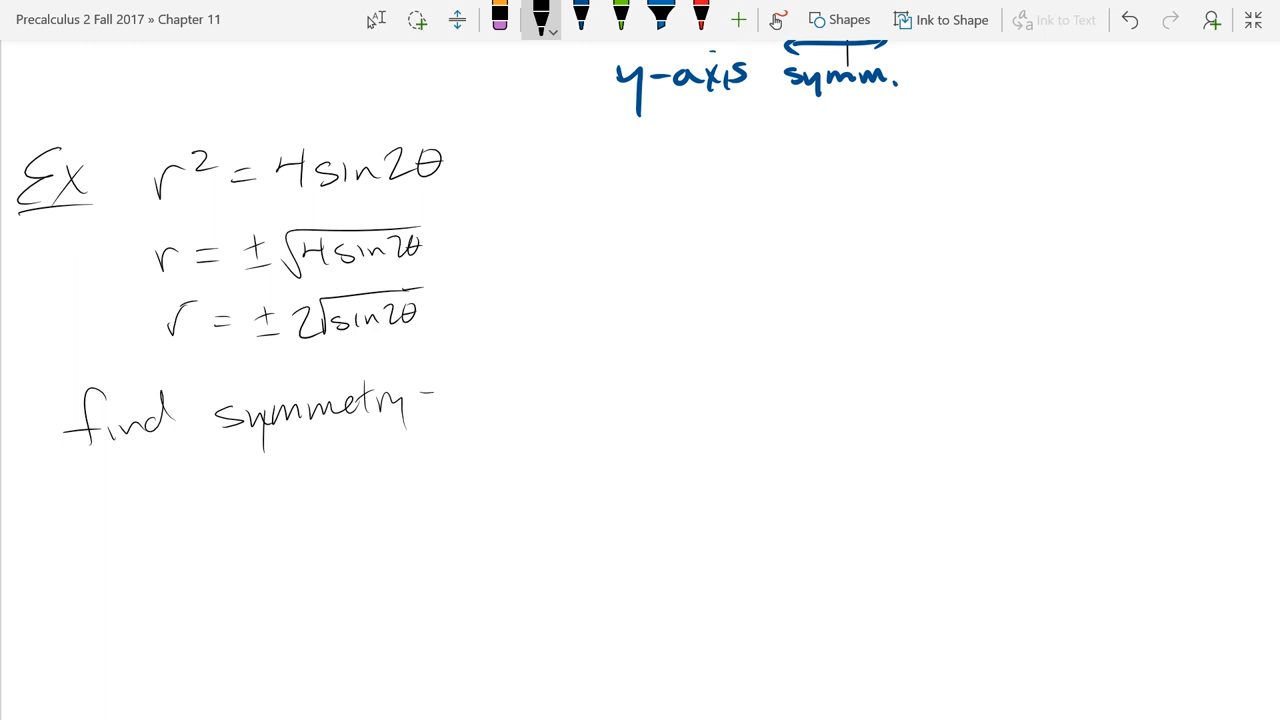 Precalculus 2 Fall 2017 » Chapter 11
Shapes
Ink to Shape
Ink to Text
y-axis symm.
Ex r² = 4sin2θ
r = ±√4sin2θ
r = ±2√sin2θ
find symmetry -